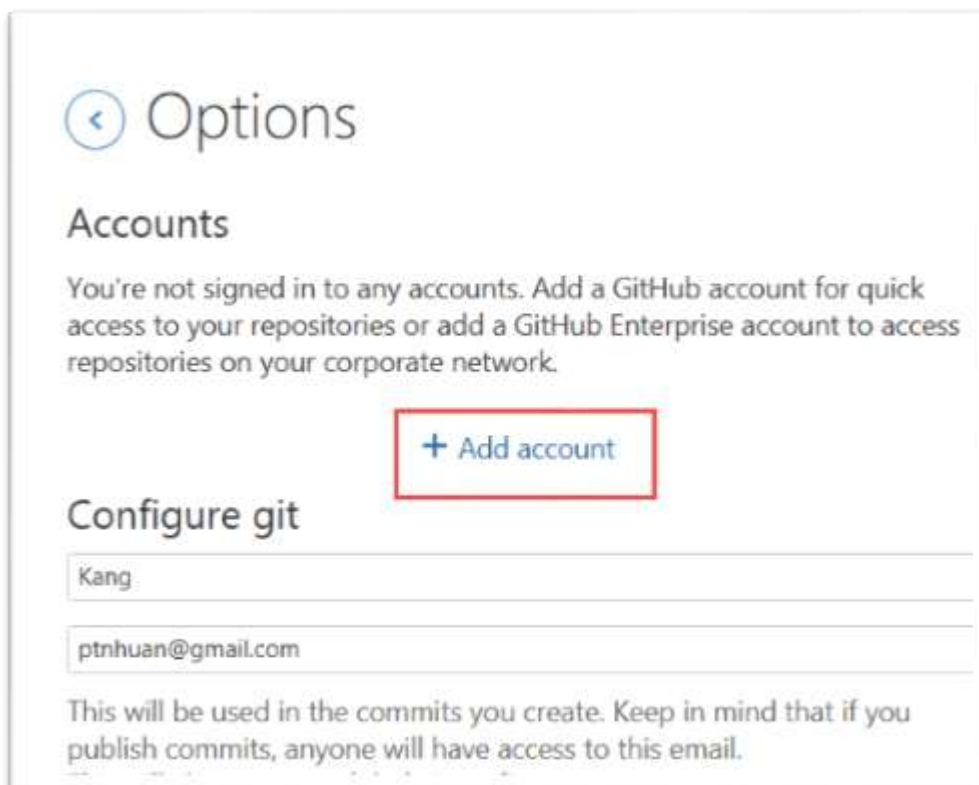 Options
Accounts
You're not signed in to any accounts. Add a GitHub account for quick
access to your repositories or add a GitHub Enterprise account to access
repositories on your corporate network.
+ Add account
Configure git
Kang
ptnhuan@gmail.com
This will be used in the commits you create. Keep in mind that if you
publish commits, anyone will have access to this email.